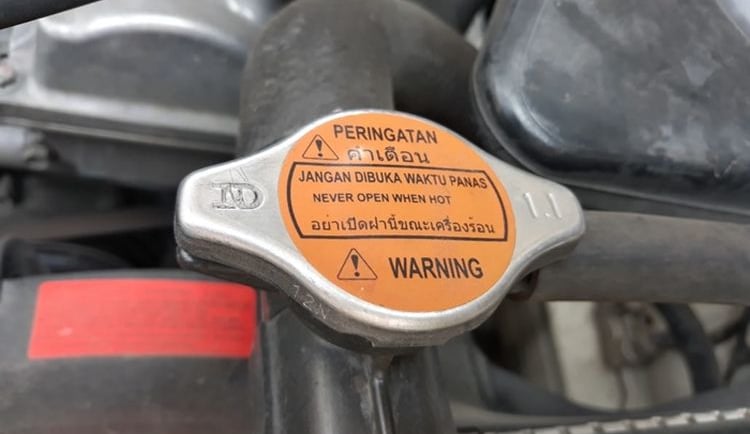 PERINGATAN
คำเตือน
JANGAN DIBUKA WAKTU PANAS
NEVER OPEN WHEN HOT
อย่าเปิดฝานี้ขณะเครื่องร้อน
WARNING
1.1